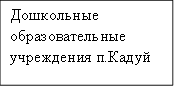 Дошкольные
образовательные
учреждения п.Кадуй